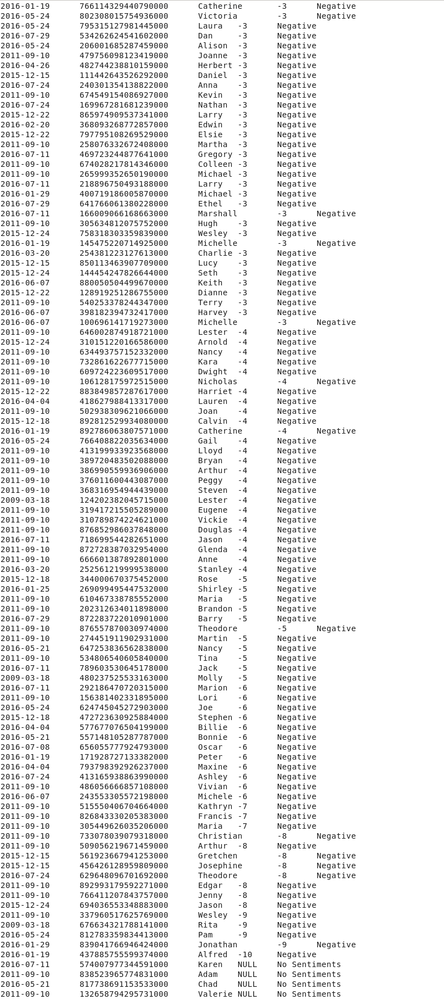 2016-01-19 766114329440790000 Catherine -3 Negative
2016-05-24 802308015754936000 Victoria -3 Negative
2016-05-24 795315127981445000 Laura -3 Negative
2016-07-29 534262624541602000 Dan -3 Negative
2016-05-24 206001685287459000 Alison -3 Negative
2011-09-10 479756098123419000 Joanne -3 Negative
2016-04-26 482744238810159000 Herbert -3 Negative
2015-12-15 111442643526292000 Daniel -3 Negative
2016-07-24 240301354138822000 Anna -3 Negative
2011-09-10 674549154086927000 Kevin -3 Negative
2016-07-24 169967281681239000 Nathan -3 Negative
2015-12-22 865974909537341000 Larry -3 Negative
2016-02-20 368093268772857000 Edwin -3 Negative
2015-12-22 797795108269529000 Elsie -3 Negative
2011-09-10 258076332672408000 Martha -3 Negative
2016-07-11 469723244877641000 Gregory -3 Negative
2011-09-10 674028217814346000 Colleen -3 Negative
2011-09-10 265999352650190000 Michael -3 Negative
2016-07-11 218896750493188000 Larry -3 Negative
2016-01-29 400719186005870000 Michael -3 Negative
2016-07-29 641766061380228000 Ethel -3 Negative
2016-07-11 166009066168663000 Marshall -3 Negative
2011-09-10 305634812075752000 Hugh -3 Negative
2015-12-24 758318303359839000 Wesley -3 Negative
2016-01-19 145475220714925000 Michelle -3 Negative
2016-03-20 254381223127613000 Charlie -3 Negative
2015-12-15 850113463907709000 Lucy -3 Negative
2015-12-24 144454247826644000 Seth -3 Negative
2016-06-07 880050504499670000 Keith -3 Negative
2015-12-22 128919251286755000 Dianne -3 Negative
2011-09-10 540253378244347000 Terry -3 Negative
2016-06-07 398182394732417000 Harvey -3 Negative
2016-06-07 100696141719273000 Michelle -3 Negative
2011-09-10 646002874918721000 Lester -4 Negative
2015-12-24 310151220166586000 Arnold -4 Negative
2011-09-10 634493757152332000 Nancy -4 Negative
2011-09-10 732861622677715000 Kara -4 Negative
2011-09-10 609724223609517000 Dwight -4 Negative
2011-09-10 106128175972515000 Nicholas -4 Negative
2015-12-22 883849857287617000 Harriet -4 Negative
2016-04-04 418627988413317000 Lauren -4 Negative
2011-09-10 502938309621066000 Joan -4 Negative
2015-12-18 892812529934080000 Calvin -4 Negative
2016-01-19 892786063807571000 Catherine -4 Negative
2016-05-24 766408822035634000 Gail -4 Negative
2011-09-10 413199933923568000 Lloyd -4 Negative
2011-09-10 389720483502088000 Bryan -4 Negative
2011-09-10 386990559936906000 Arthur -4 Negative
2011-09-10 376011600443087000 Peggy -4 Negative
2011-09-10 368316954944439000 Steven -4 Negative
2009-03-18 124202382045715000 Lester -4 Negative
2011-09-10 319417215505289000 Eugene -4 Negative
2011-09-10 310789874224621000 Vickie -4 Negative
2011-09-10 876852986037848000 Douglas -4 Negative
2016-07-11 718699544282651000 Jason -4 Negative
2011-09-10 872728387032954000 Glenda -4 Negative
2011-09-10 666601387892801000 Anne -4 Negative
2016-03-20 252561219999538000 Stanley -4 Negative
2015-12-18 344000670375452000 Rose -5 Negative
2016-01-25 269099495447532000 Shirley -5 Negative
2011-09-10 610467338785552000 Maria -5 Negative
2011-09-10 202312634011898000 Brandon -5 Negative
2016-07-29 872283722010901000 Barry -5 Negative
2011-09-10 876557870030974000 Theodore -5 Negative
2011-09-10 274451911902931000 Martin -5 Negative
2016-05-21 647253836562838000 Nancy -5 Negative
2011-09-10 534806540605840000 Tina -5 Negative
2016-07-11 789603530645178000 Jack -5 Negative
2009-03-18 480237525533163000 Molly -5 Negative
2016-07-11 292186470720315000 Marion -6 Negative
2011-09-10 156381402331895000 Lori -6 Negative
2016-05-24 624745045272903000 Joe -6 Negative
2015-12-18 472723630925884000 Stephen -6 Negative
2016-04-04 577677076504199000 Billie -6 Negative
2016-05-21 557148105287787000 Bonnie -6 Negative
2016-07-08 656055777924793000 Oscar -6 Negative
2016-01-19 171928727133382000 Peter -6 Negative
2016-04-04 793798392926237000 Maxine -6 Negative
2016-07-24 413165938863990000 Ashley -6 Negative
2011-09-10 486056666857108000 Vivian -6 Negative
2016-06-07 243553305572198000 Michele -6 Negative
2011-09-10 515550406704664000 Kathryn -7 Negative
2011-09-10 826843330205383000 Francis -7 Negative
2011-09-10 305449626035206000 Maria -7 Negative
2011-09-10 733078039079318000 Christian -8 Negative
2011-09-10 509056219671459000 Arthur -8 Negative
2015-12-15 561923667941253000 Gretchen -8 Negative
2015-12-15 456426128959809000 Josephine -8 Negative
2016-07-24 629648096701692000 Theodore -8 Negative
2011-09-10 892993179592271000 Edgar -8 Negative
2011-09-10 766411207843757000 Jenny -8 Negative
2015-12-24 694036553348883000 Jason -8 Negative
2011-09-10 337960517625769000 Wesley -9 Negative
2009-03-18 676634321788141000 Rita -9 Negative
2016-05-24 812783359834413000 Pam -9 Negative
2016-01-29 839041766946424000 Jonathan -9 Negative
2016-01-19 437885755599374000 Alfred -10 Negative
2016-07-11 574007977344591000 Karen NULL No Sentiments
2011-09-10 838523965774831000 Adam NULL No Sentiments
2016-05-21 817738691153533000 Chad NULL No Sentiments
2011-09-10 132658794295731000 Valerie NULL No Sentiments